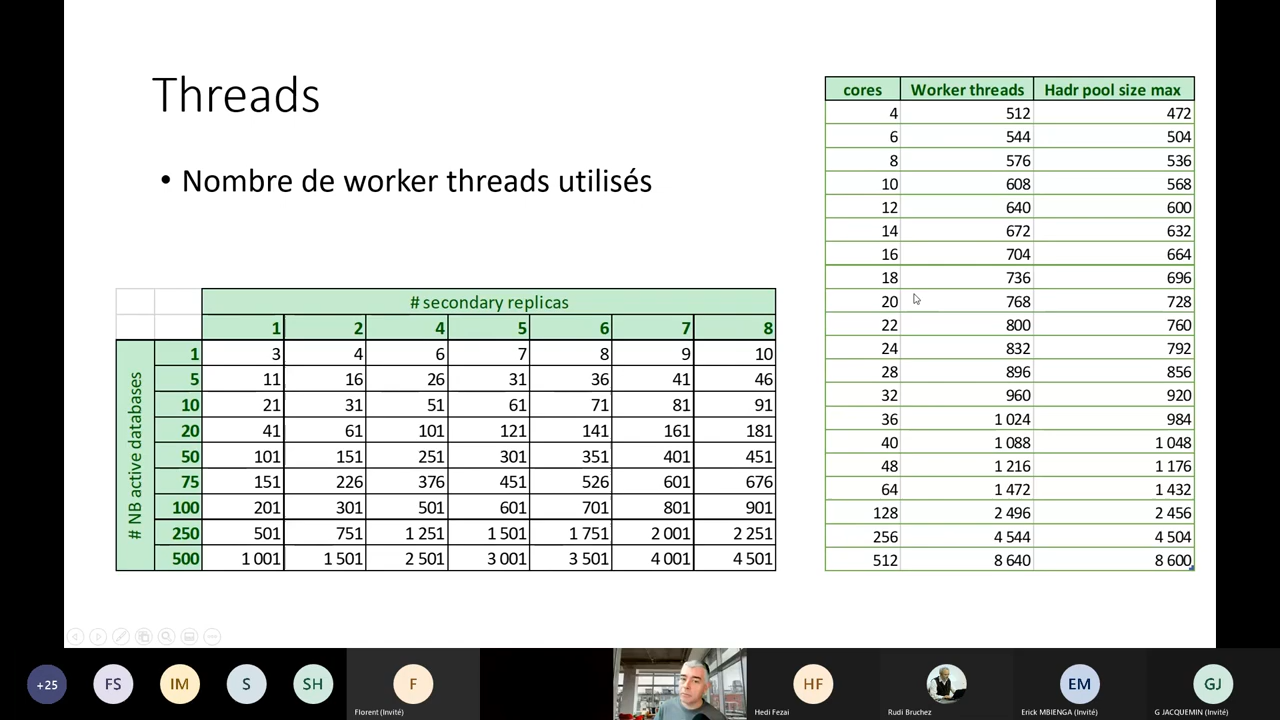 Threads
• Nombre de worker threads utilisés
# secondary replicas
1 2 4 5 6 7 8
# NB active databases
1 3 4 6 7 8 9 10
5 11 16 26 31 36 41 46
10 21 31 51 61 71 81 91
20 41 61 101 121 141 161 181
50 101 151 251 301 351 401 451
75 151 226 376 451 526 601 676
100 201 301 501 601 701 801 901
250 501 751 1 251 1 501 1 751 2 001 2 251
500 1 001 1 501 2 501 3 001 3 501 4 001 4 501
cores Worker threads Hadr pool size max
4 512 472
6 544 504
8 576 536
10 608 568
12 640 600
14 672 632
16 704 664
18 736 696
20 768 728
22 800 760
24 832 792
28 896 856
32 960 920
36 1 024 984
40 1 088 1 048
48 1 216 1 176
64 1 472 1 432
128 2 496 2 456
256 4 544 4 504
512 8 640 8 600
+25 FS IM S SH F HF EM GJ
Florent (Invité) Hedi Fezai Rudi Bruchez Erick MBIENGA (Invité) G JACQUEMIN (Invité)